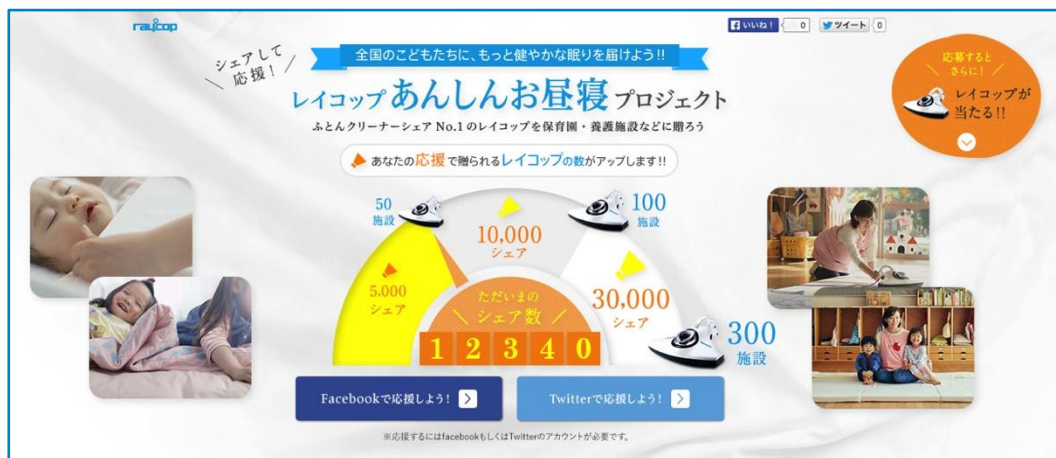 raycop
いいね！ 0 ツイート 0
シェアして
応援！
全国のこどもたちに、もっと健やかな眠りを届けよう!!
レイコップ あんしんお昼寝 プロジェクト
ふとんクリーナーシェア No.1 のレイコップを保育園・養護施設などに贈ろう
あなたの応援で贈られるレイコップの数がアップします!!
応募すると
さらに！
レイコップが
当たる!!
50
施設
100
施設
10,000
シェア
5,000
シェア
30,000
シェア
300
施設
ただいまの
シェア数
12340
Facebookで応援しよう！
Twitterで応援しよう！
※応援するにはfacebookもしくはTwitterのアカウントが必要です。